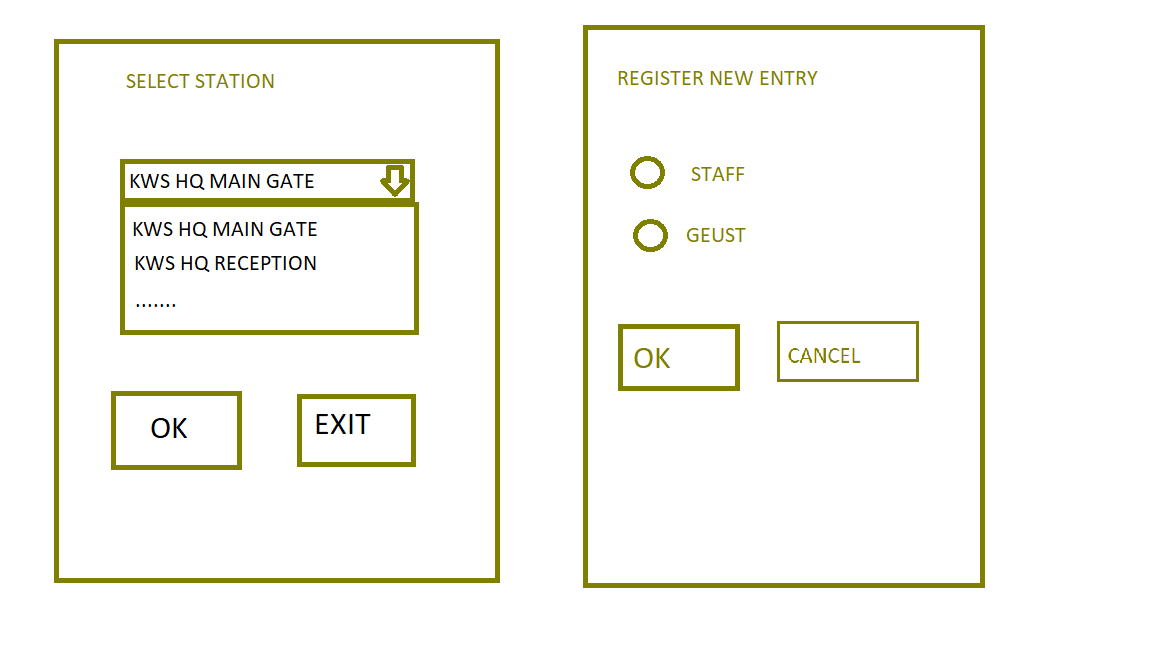 SELECT STATION
KWS HQ MAIN GATE
KWS HQ MAIN GATE
KWS HQ RECEPTION
.......
OK
EXIT
REGISTER NEW ENTRY
STAFF
GEUST
OK
CANCEL